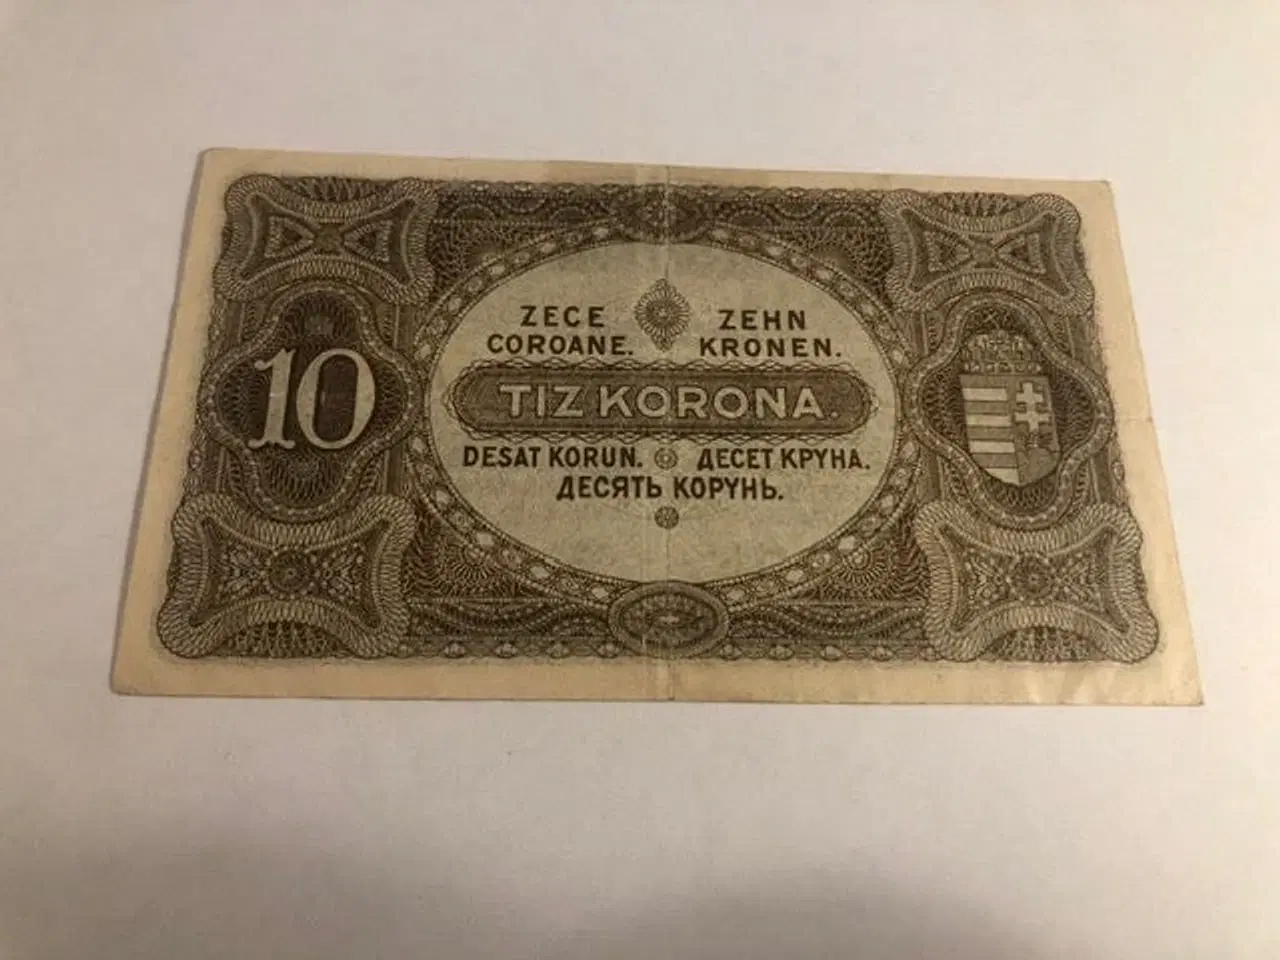 ZECE COROANE.
ZEHN KRONEN.
10
TIZ KORONA.
DESAT KORUN. ДЕСЕТ КРУНА.
ДЕСЯТЬ КОРУНЬ.